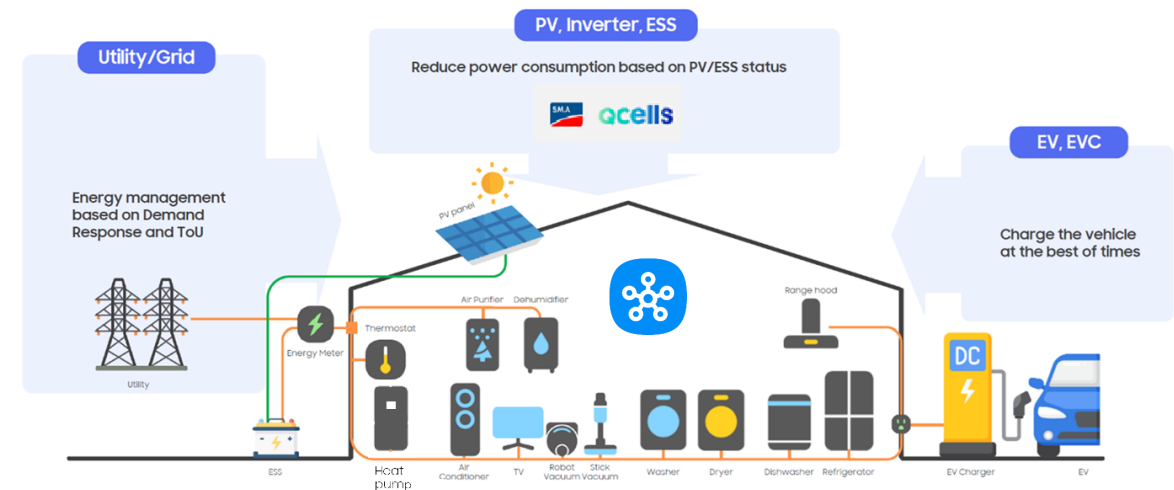 Utility/Grid
Energy management
based on Demand
Response and ToU
Utility
PV, Inverter, ESS
Reduce power consumption based on PV/ESS status
SMA
Qcells
EV, EVC
Charge the vehicle
at the best of times
PV panel
Energy Meter
ESS
Thermostat
Air Purifier
Dehumidifier
Range hood
Heat
pump
Air
Conditioner
TV
Robot
Vacuum
Stick
Vacuum
Washer
Dryer
Dishwasher
Refrigerator
DC
EV Charger
EV